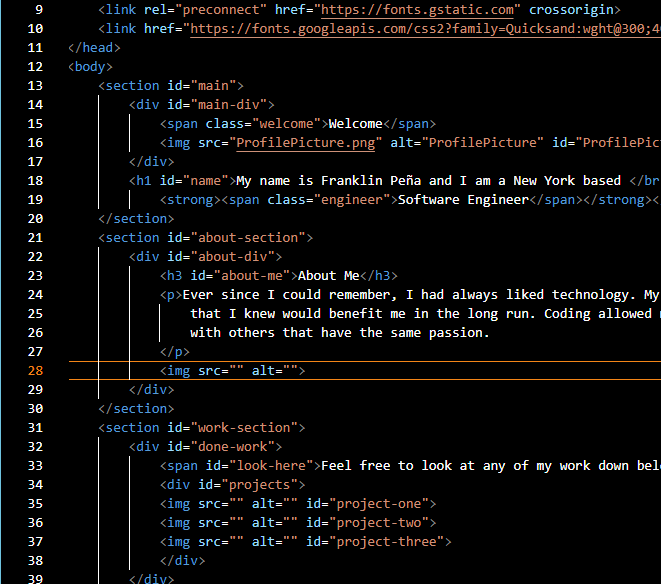 9 <link rel="preconnect" href="https://fonts.gstatic.com" crossorigin>
10 <link href="https://fonts.googleapis.com/css2?family=Quicksand:wght@300;4
11 </head>
12 <body>
13 <section id="main">
14 <div id="main-div">
15 <span class="welcome">Welcome</span>
16 <img src="ProfilePicture.png" alt="ProfilePicture" id="ProfilePict
17 </div>
18 <h1 id="name">My name is Franklin Peña and I am a New York based </br
19 <strong><span class="engineer">Software Engineer</span></strong><
20 </section>
21 <section id="about-section">
22 <div id="about-div">
23 <h3 id="about-me">About Me</h3>
24 <p>Ever since I could remember, I had always liked technology. My
25 that I knew would benefit me in the long run. Coding allowed
26 with others that have the same passion.
27 </p>
28 <img src="" alt="">
29 </div>
30 </section>
31 <section id="work-section">
32 <div id="done-work">
33 <span id="look-here">Feel free to look at any of my work down bel
34 <div id="projects">
35 <img src="" alt="" id="project-one">
36 <img src="" alt="" id="project-two">
37 <img src="" alt="" id="project-three">
38 </div>
39 </div>